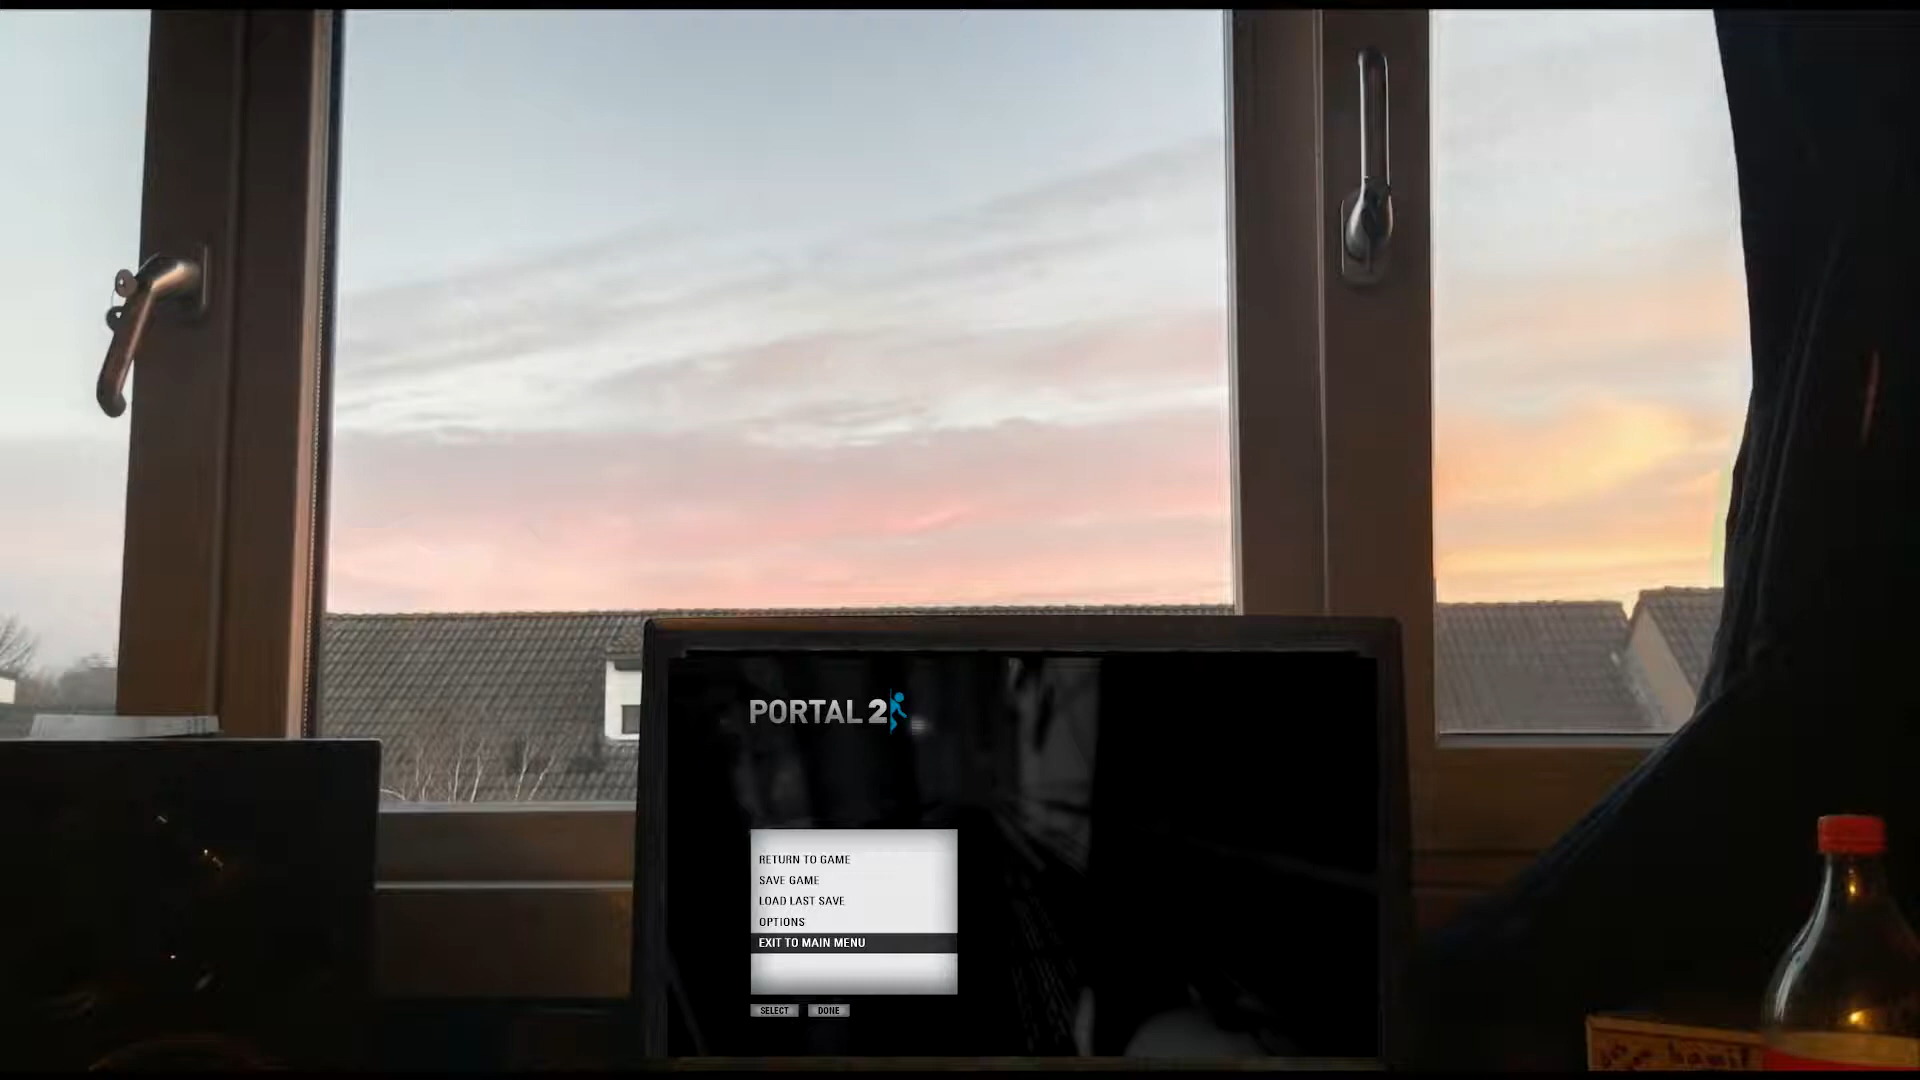 PORTAL 2
RETURN TO GAME
SAVE GAME
LOAD LAST SAVE
OPTIONS
EXIT TO MAIN MENU
SELECT
DONE